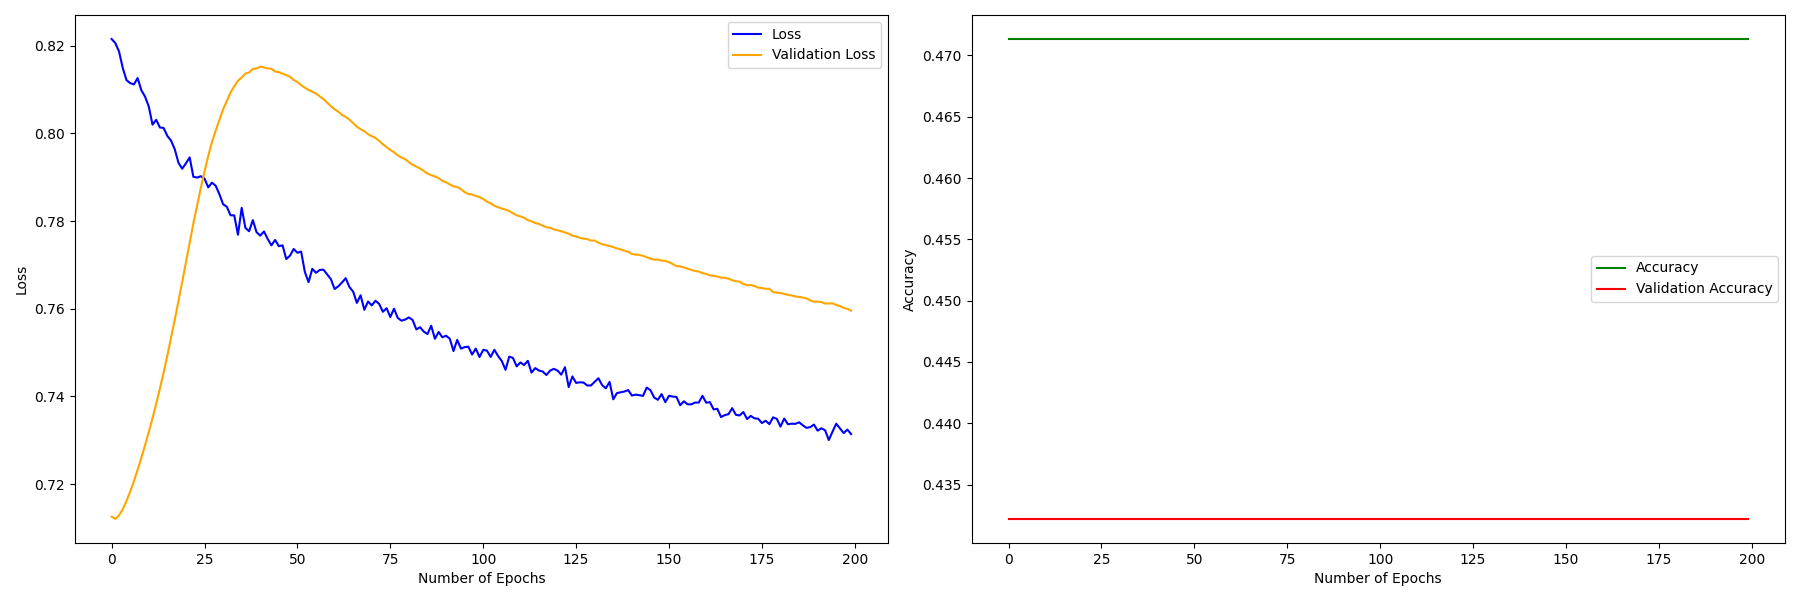 Loss
Validation Loss
0.82
0.80
0.78
0.76
0.74
0.72
Loss
0 25 50 75 100 125 150 175 200
Number of Epochs
0.470
0.465
0.460
0.455
0.450
0.445
0.440
0.435
Accuracy
Accuracy
Validation Accuracy
0 25 50 75 100 125 150 175 200
Number of Epochs